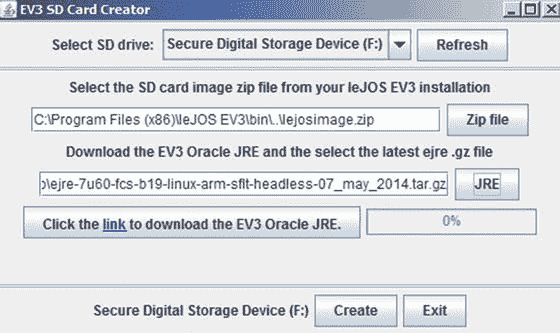 EV3 SD Card Creator
Select SD drive: Secure Digital Storage Device (F:) Refresh
Select the SD card image zip file from your leJOS EV3 installation
C:\Program Files (x86)\leJOS EV3\bin\..\lejosimage.zip Zip file
Download the EV3 Oracle JRE and the select the latest ejre .gz file
\ejre-7u60-fcs-b19-linux-arm-sflt-headless-07_may_2014.tar.gz JRE
Click the link to download the EV3 Oracle JRE. 0%
Secure Digital Storage Device (F:) Create Exit